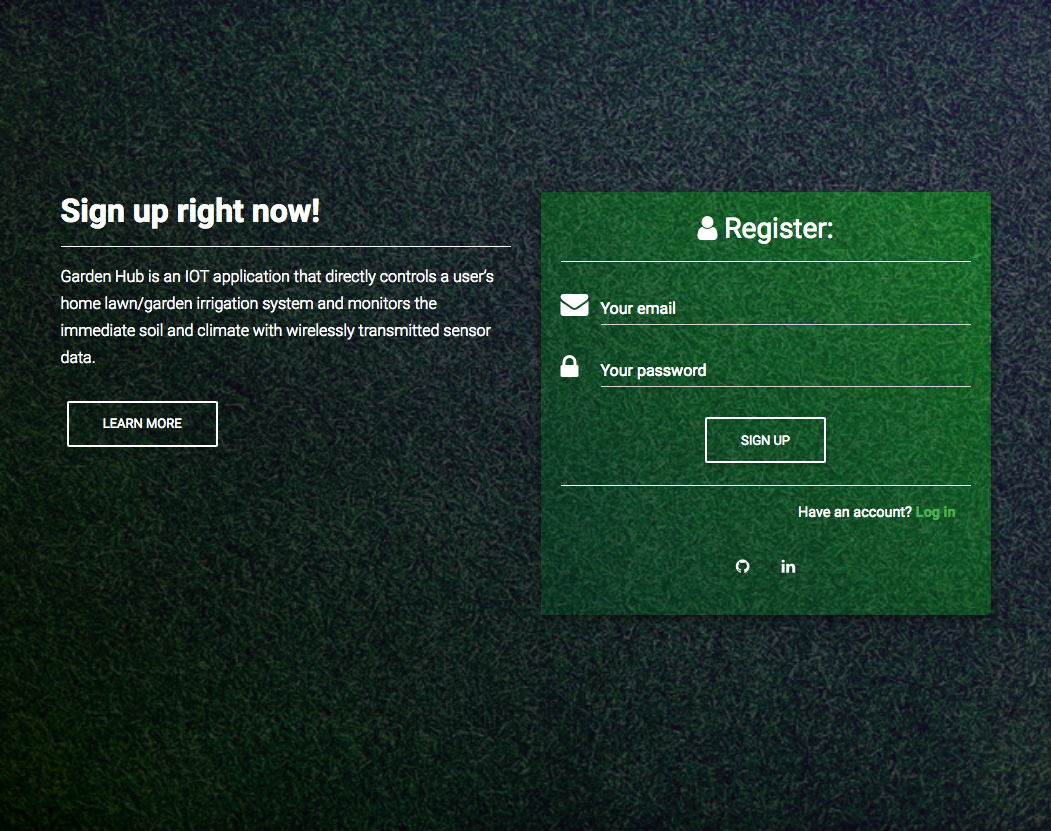 Sign up right now!
Garden Hub is an IOT application that directly controls a user's
home lawn/garden irrigation system and monitors the
immediate soil and climate with wirelessly transmitted sensor
data.
LEARN MORE
Register:
Your email
Your password
SIGN UP
Have an account? Log in
in